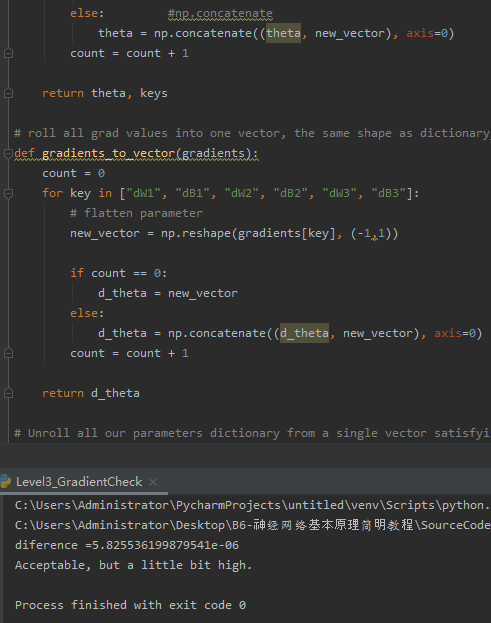 else:         #np.concatenate
theta = np.concatenate((theta, new_vector), axis=0)
count = count + 1
return theta, keys
# roll all grad values into one vector, the same shape as dictionary
def gradients_to_vector(gradients):
count = 0
for key in ["dW1", "dB1", "dW2", "dB2", "dW3", "dB3"]:
# flatten parameter
new_vector = np.reshape(gradients[key], (-1,1))
if count == 0:
d_theta = new_vector
else:
d_theta = np.concatenate((d_theta, new_vector), axis=0)
count = count + 1
return d_theta
# Unroll all our parameters dictionary from a single vector satisfyi
Level3_GradientCheck ×
C:\Users\Administrator\PycharmProjects\untitled\venv\Scripts\python.
C:\Users\Administrator\Desktop\B6-神经网络基本原理简明教程\SourceCode
diference =5.825536199879541e-06
Acceptable, but a little bit high.
Process finished with exit code 0